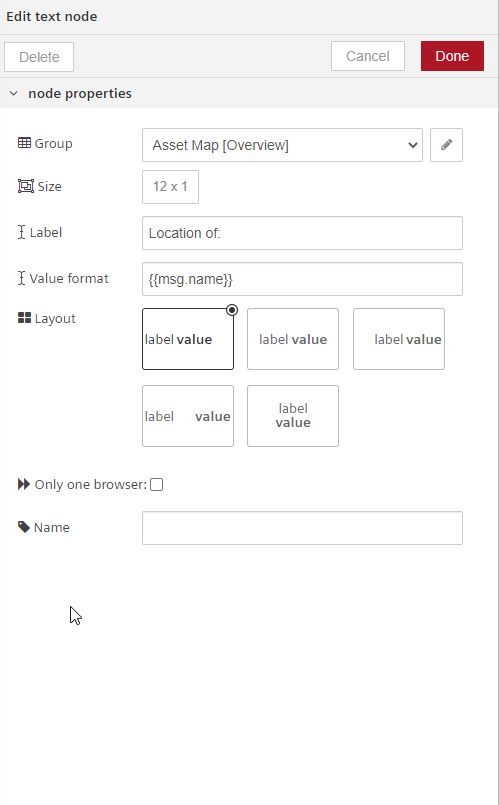 Edit text node
Delete
Cancel
Done
node properties
Group
Asset Map [Overview]
Size
12 x 1
Label
Location of:
Value format
{{msg.name}}
Layout
label value
label value
label value
label value
label
value
Only one browser:
Name